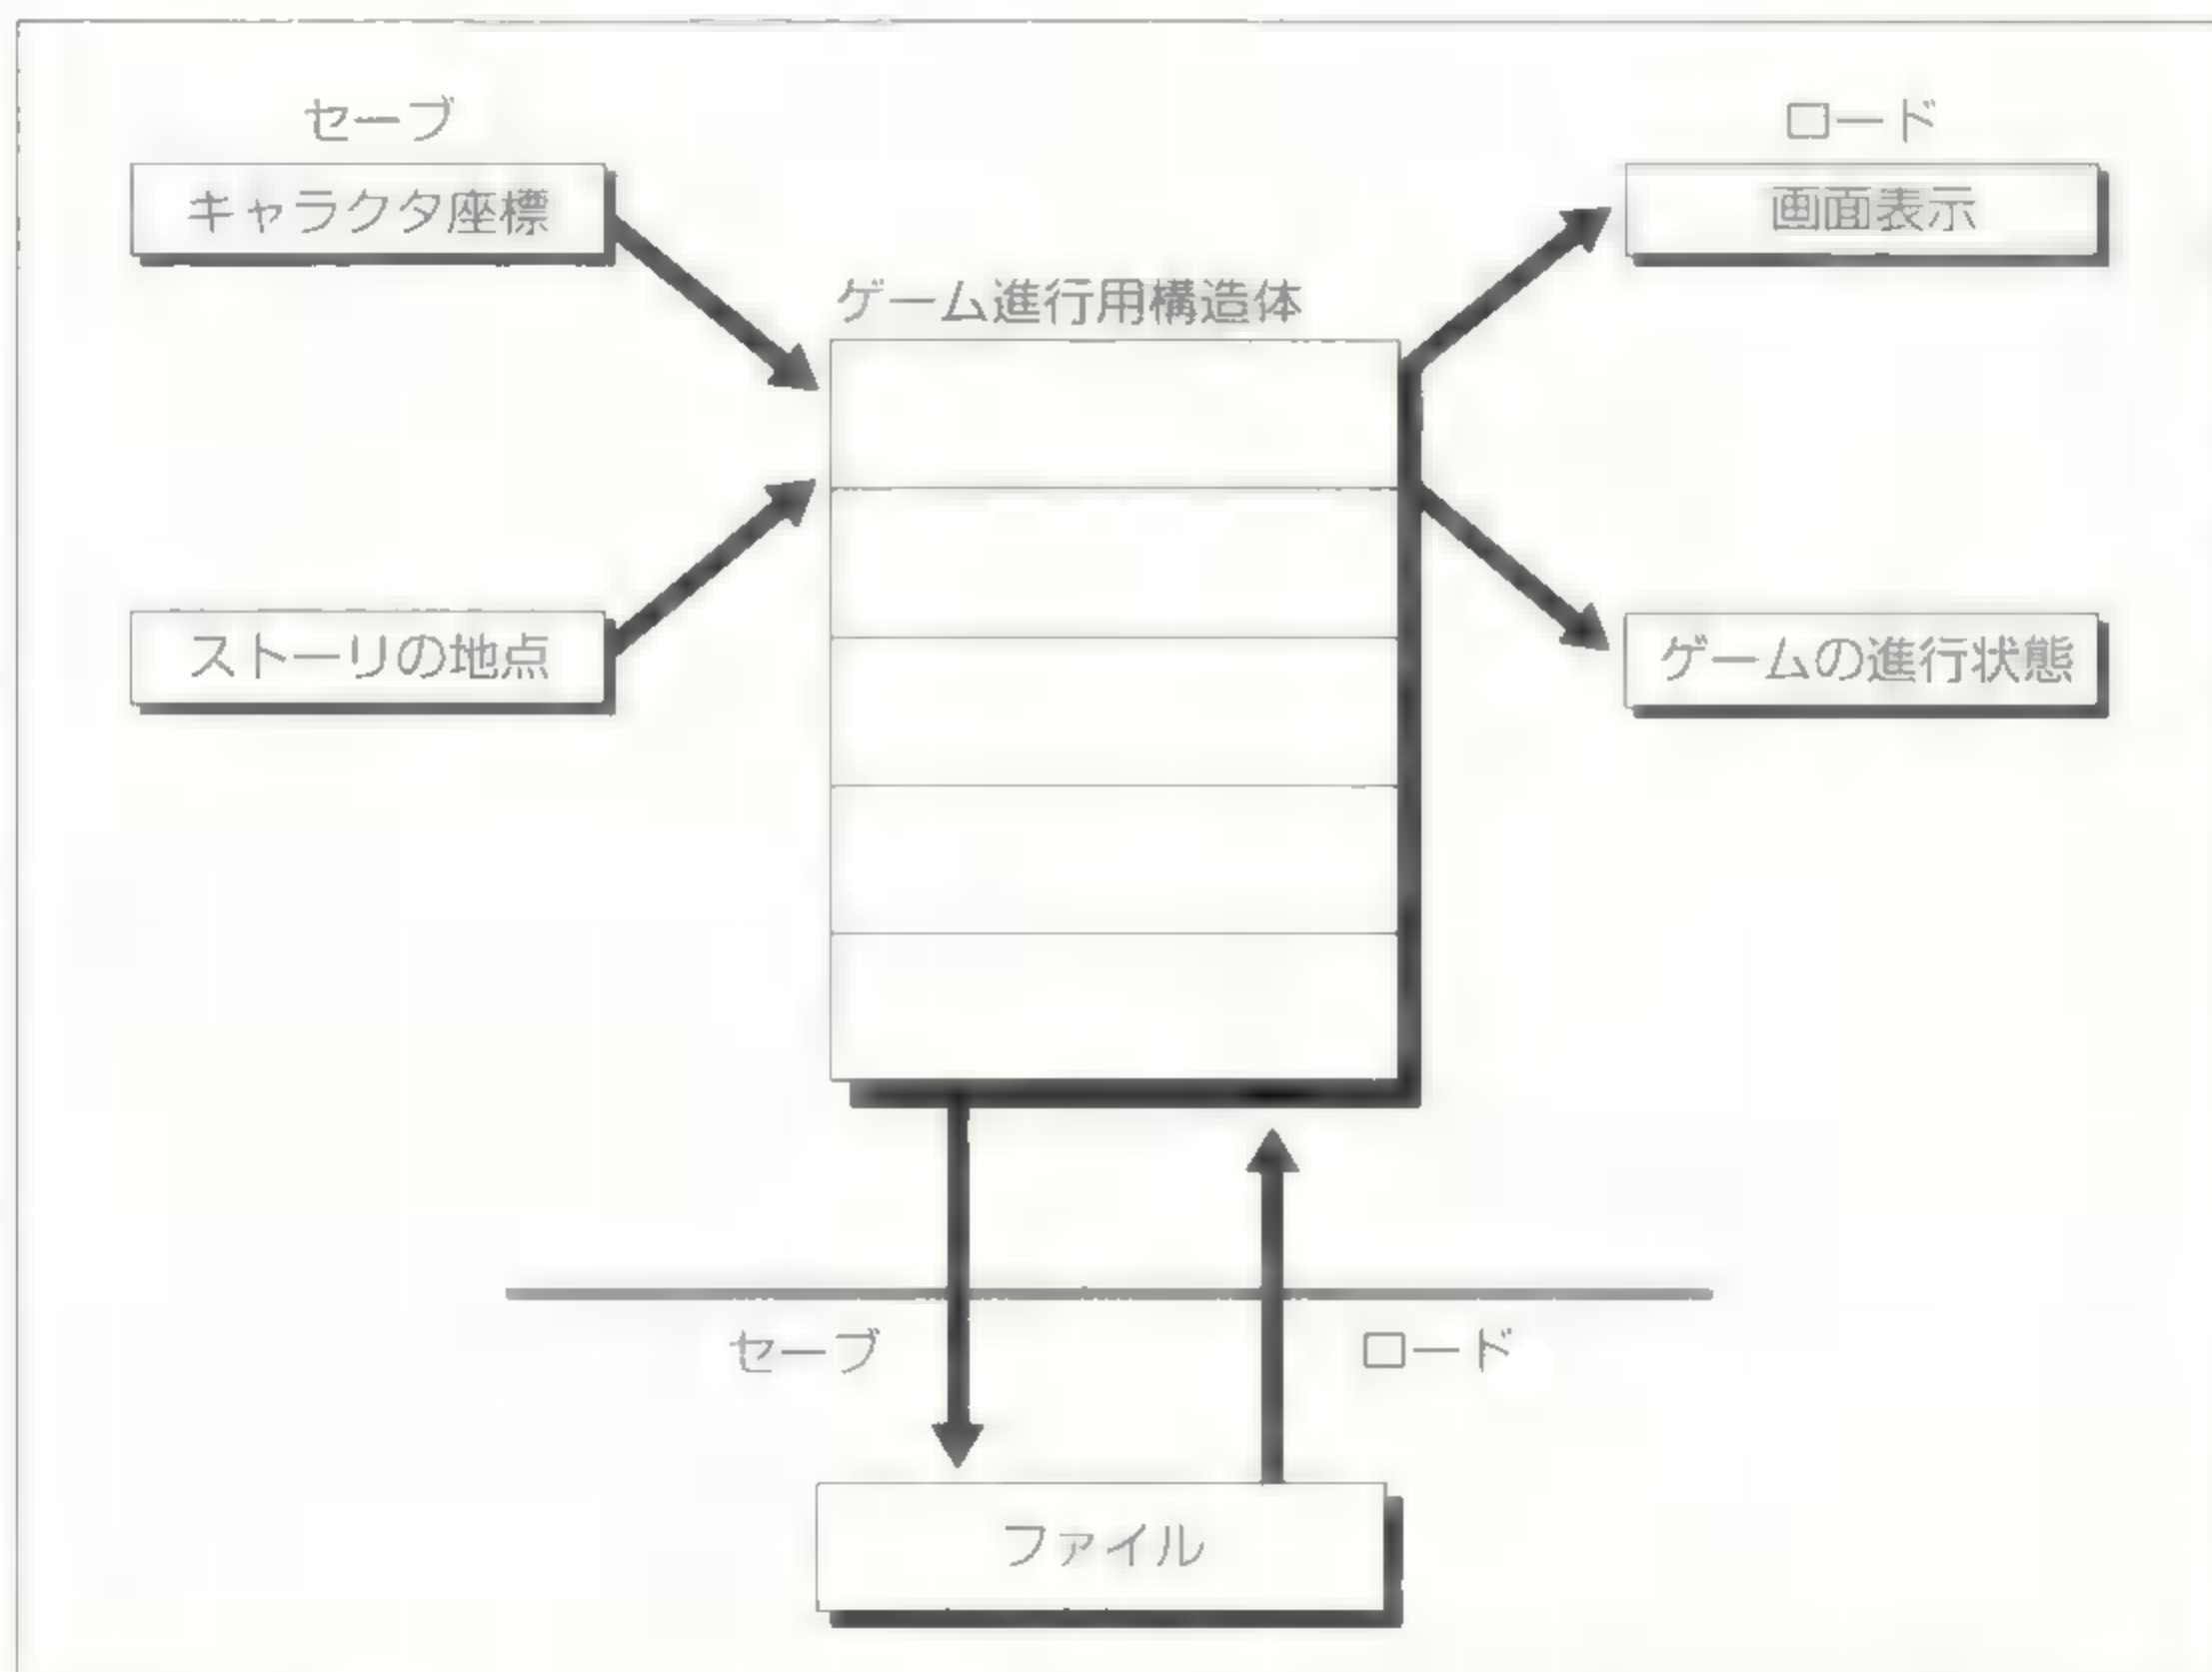 セーブ
キャラクタ座標
ロード
画面表示
ゲーム進行用構造体
ストーリの地点
ゲームの進行状態
セーブ
ロード
ファイル